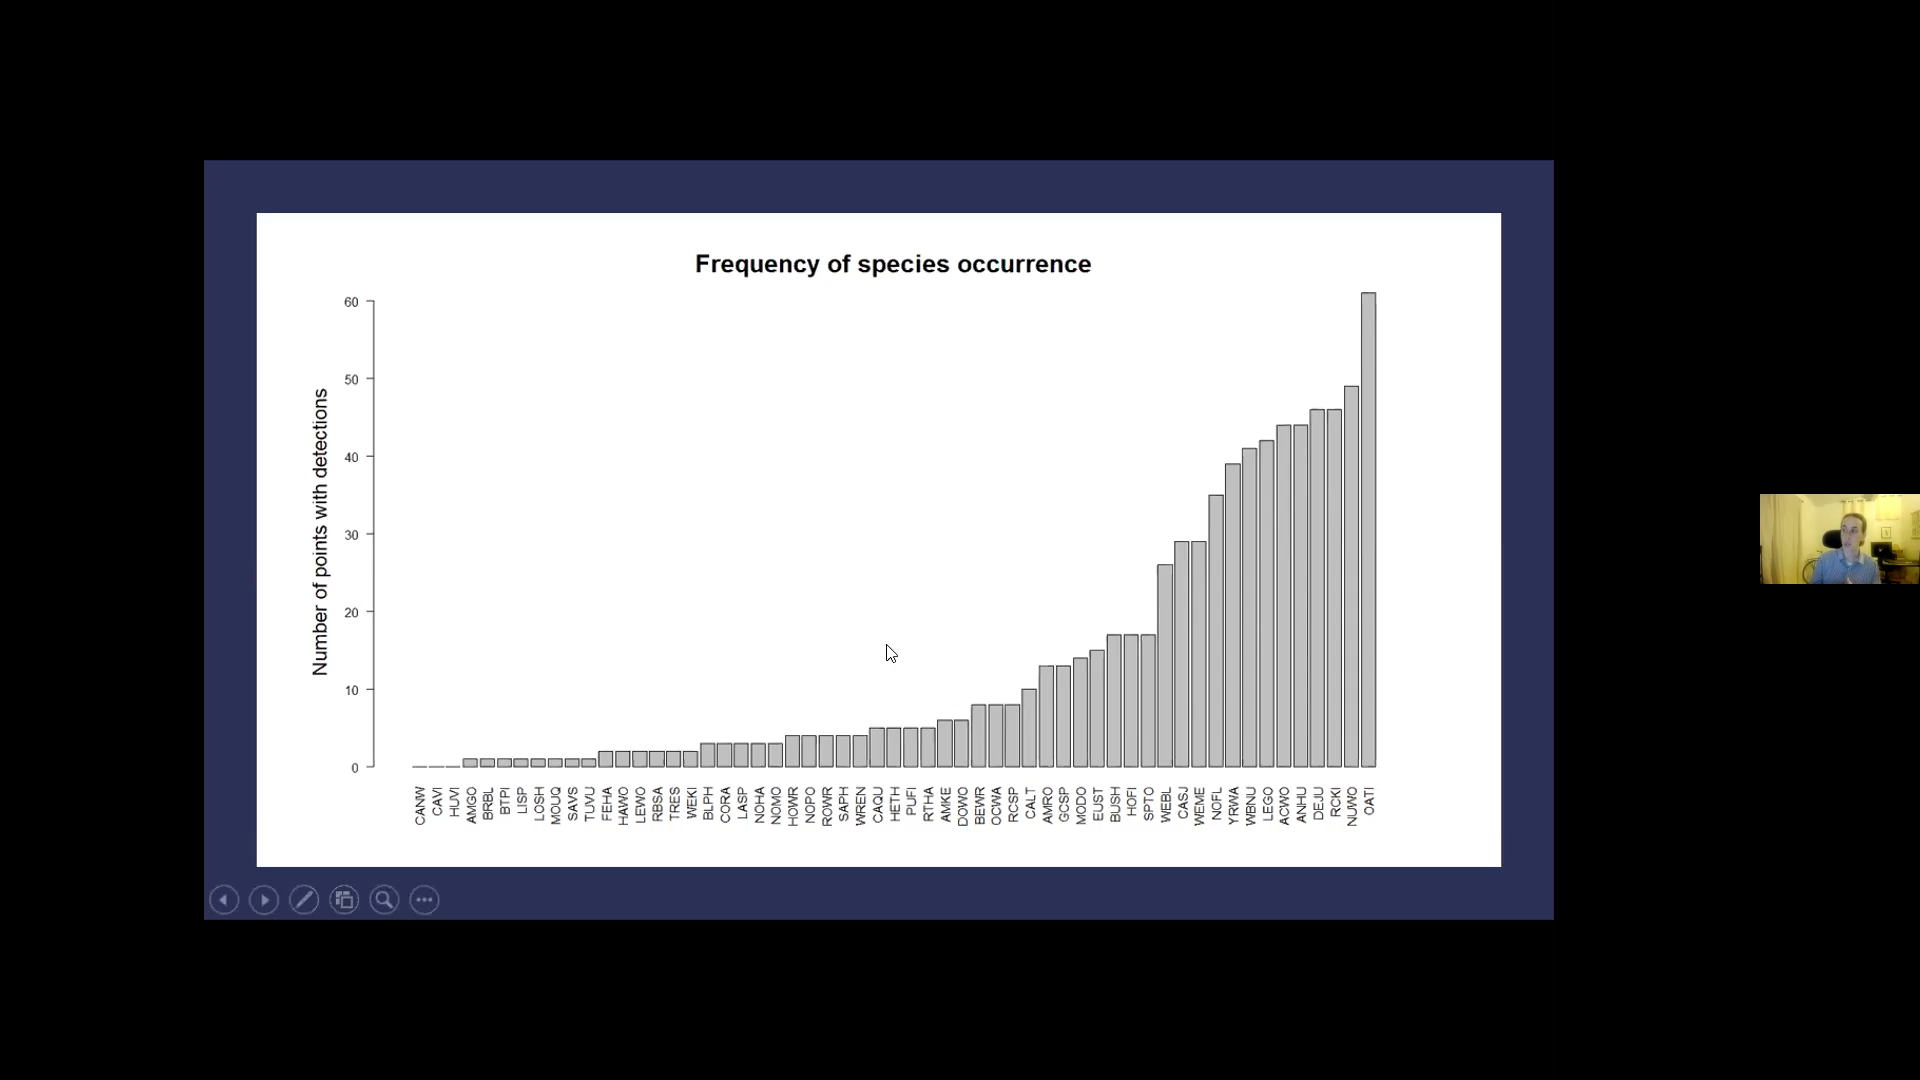 Frequency of species occurrence
Number of points with detections
60
50
40
30
20
10
0
CANW
CAVI
HUVI
AMGO
BRBL
BTPI
LISP
LOSH
MOUQ
SAVS
TUVU
FEHA
HAWO
LEWO
RBSA
TRES
WEKI
BLPH
CORA
LASP
NOHA
NOMO
HOWR
NOPO
ROWR
SAPH
WREN
CAQU
HETH
PUFI
RTHA
AMKE
DOWO
BEWR
OCWA
RCSP
CALT
AMRO
GCSP
MODO
EUST
BUSH
HOFI
SPTO
WEBL
CASJ
WEME
NOFL
YRWA
WBNU
LEGO
ACWO
ANHU
DEJU
RCKI
NUWO
OATI